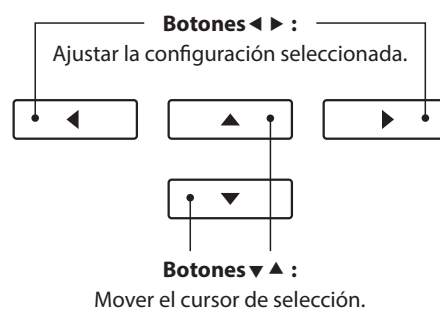 Botones ◀ ▶ :
Ajustar la configuración seleccionada.
Botones ▼ ▲ :
Mover el cursor de selección.